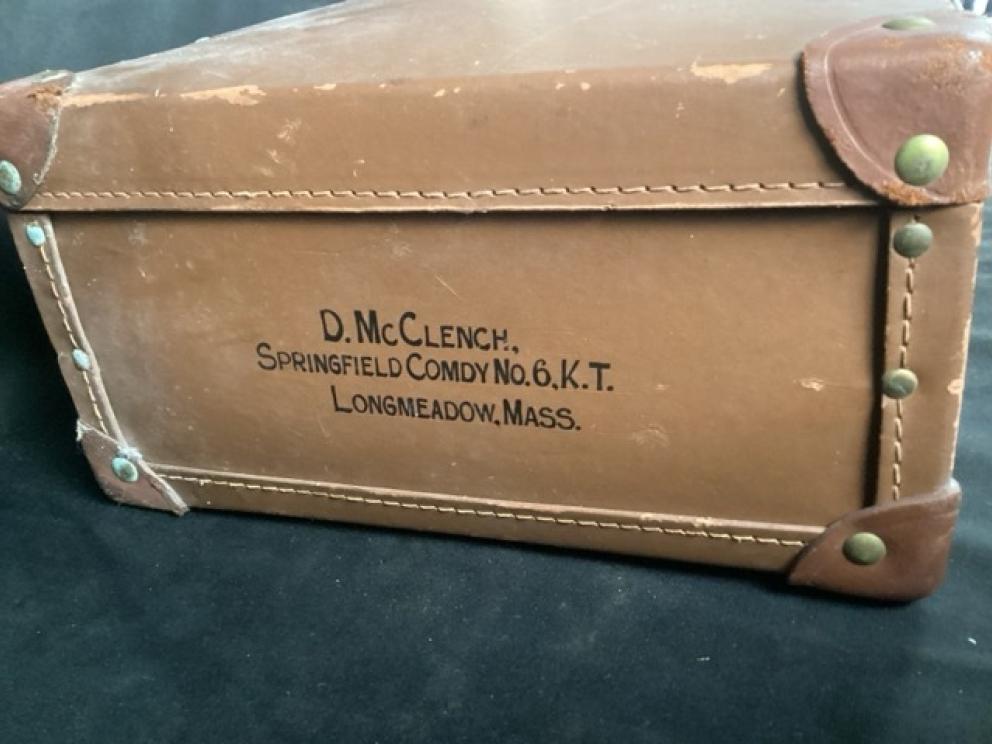 D. McClench,
Springfield Comdy No.6, K.T.
Longmeadow, Mass.